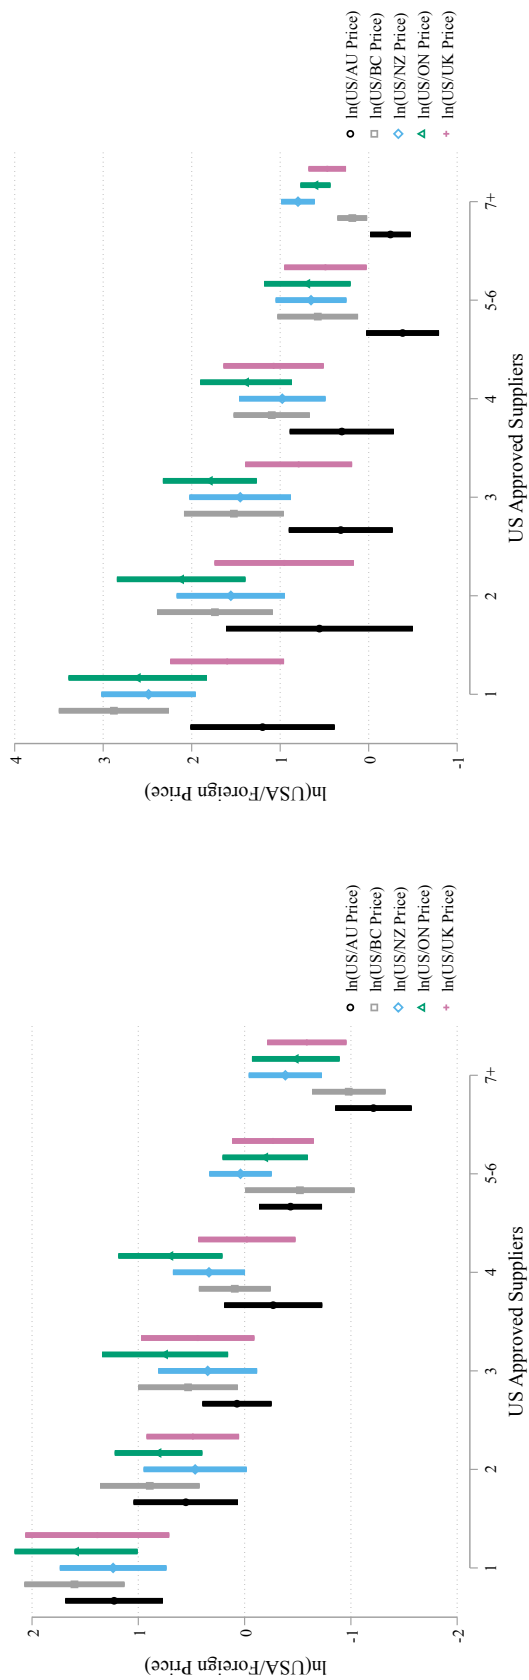 ln(USA/Foreign Price)
2
1
0
-1
-2
1
2
3
4
5-6
7+
US Approved Suppliers
ln(US/AU Price)
ln(US/BC Price)
ln(US/NZ Price)
ln(US/ON Price)
ln(US/UK Price)
ln(USA/Foreign Price)
4
3
2
1
0
-1
1
2
3
4
5-6
7+
US Approved Suppliers
ln(US/AU Price)
ln(US/BC Price)
ln(US/NZ Price)
ln(US/ON Price)
ln(US/UK Price)